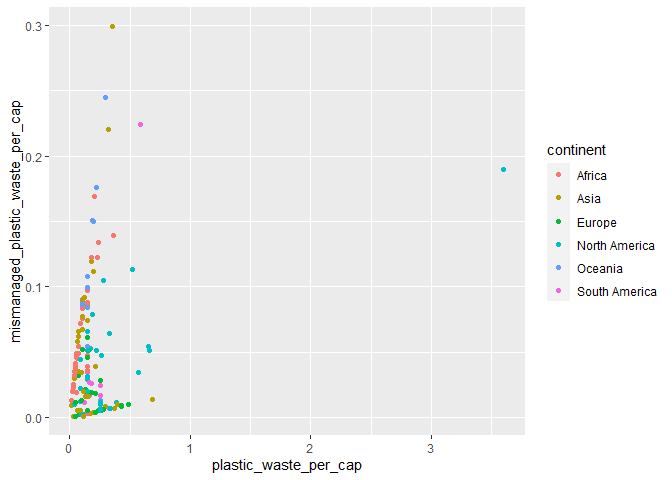 mismanaged_plastic_waste_per_cap
0.3
0.2
0.1
0.0
0
1
2
3
plastic_waste_per_cap
continent
Africa
Asia
Europe
North America
Oceania
South America